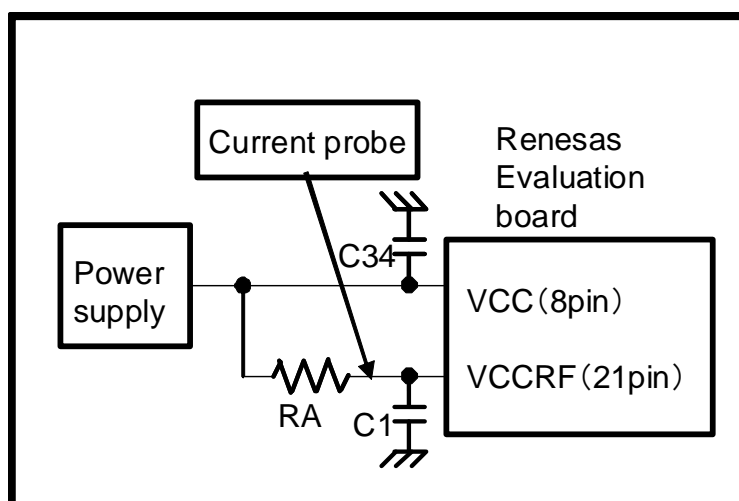 Current probe
Renesas
Evaluation
board
Power
supply
C34
VCC（8pin）
VCCRF（21pin）
RA
C1